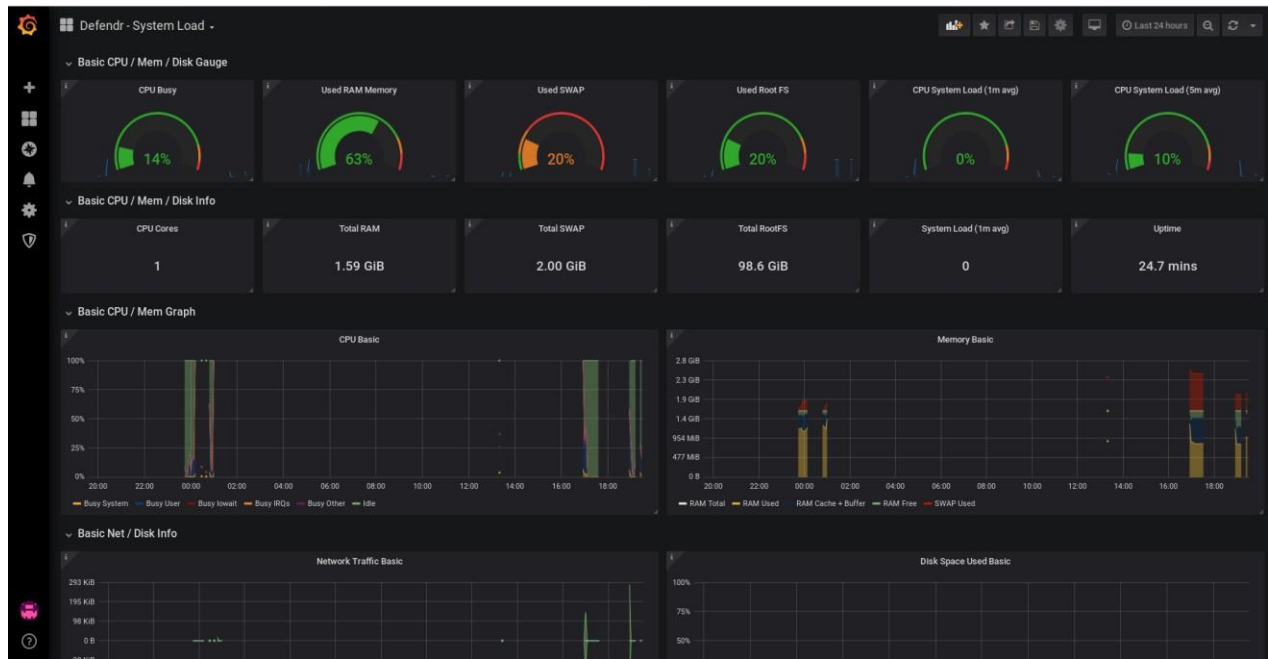 Defendr - System Load
Last 24 hours
Basic CPU / Mem / Disk Gauge
CPU Busy
Used RAM Memory
Used SWAP
Used Root FS
CPU System Load (1m avg)
CPU System Load (5m avg)
14%
63%
20%
20%
0%
10%
Basic CPU / Mem / Disk Info
CPU Cores
Total RAM
Total SWAP
Total RootFS
System Load (1m avg)
Uptime
1
1.59 GiB
2.00 GiB
98.6 GiB
0
24.7 mins
Basic CPU / Mem Graph
CPU Basic
100%
75%
50%
25%
0%
20:00 22:00 00:00 02:00 04:00 06:00 08:00 10:00 12:00 14:00 16:00 18:00
Busy System Busy User Busy Iowait Busy IRQs Busy Other Idle
Memory Basic
2.8 GiB
2.3 GiB
1.9 GiB
1.4 GiB
954 MiB
477 MiB
0 B
20:00 22:00 00:00 02:00 04:00 06:00 08:00 10:00 12:00 14:00 16:00 18:00
RAM Total RAM Used RAM Cache + Buffer RAM Free SWAP Used
Basic Net / Disk Info
Network Traffic Basic
293 KiB
195 KiB
98 KiB
0 B
Disk Space Used Basic
100%
75%
50%